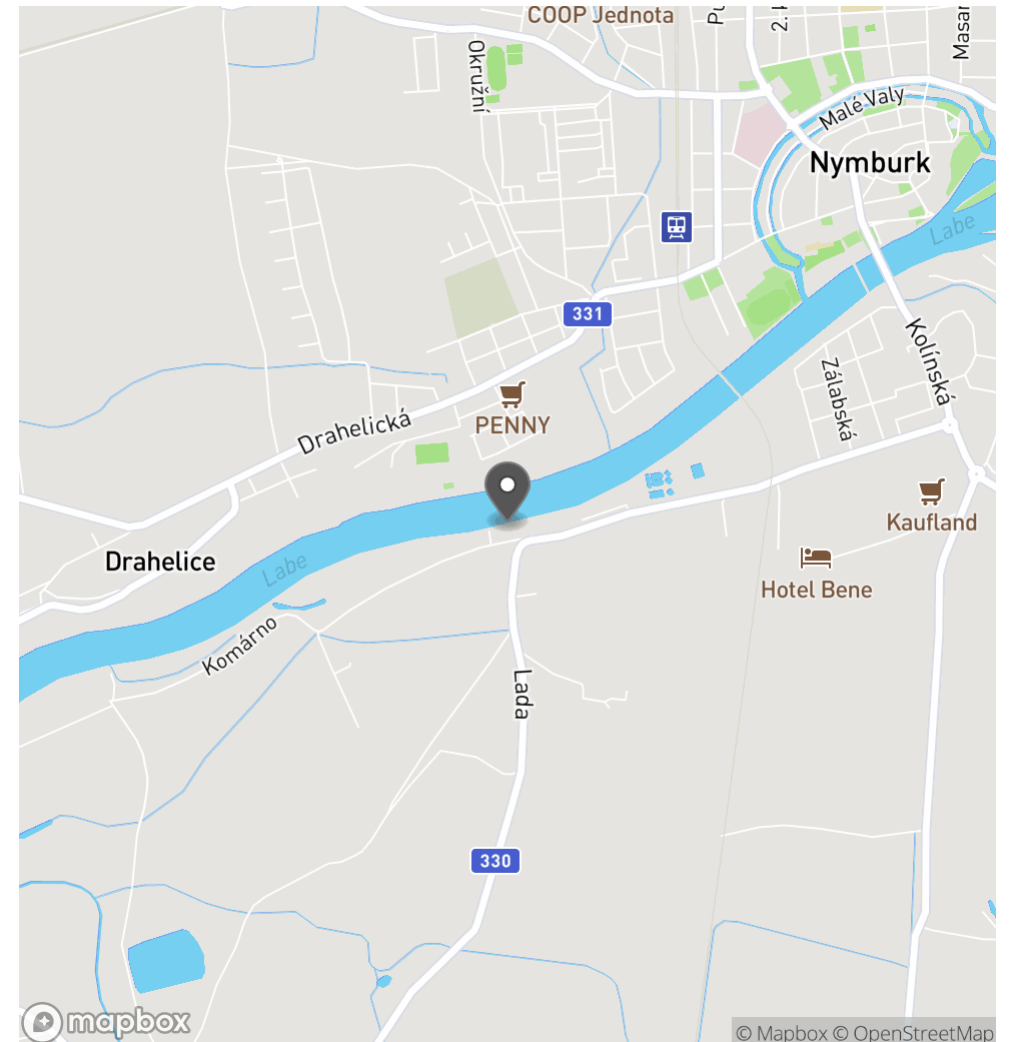 COOP Jednota
Okružní
Malé Valy
Nymburk
Labe
331
Kolínská
Zálabská
PENNY
Drahelická
Kaufland
Drahelice
Labe
Hotel Bene
Komárno
Lada
330
mapbox
© Mapbox © OpenStreetMap